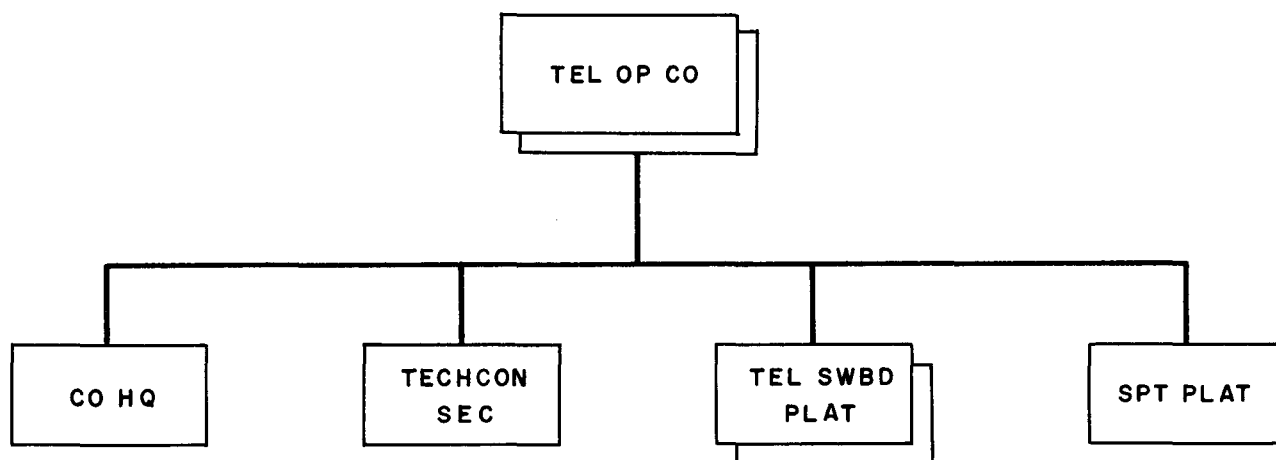 TEL OP CO
CO HQ
TECHCON
SEC
TEL SWBD
PLAT
SPT PLAT